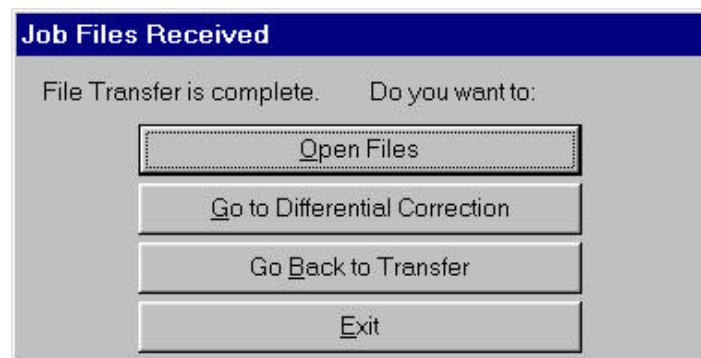 Job Files Received
File Transfer is complete. Do you want to:
Open Files
Go to Differential Correction
Go Back to Transfer
Exit